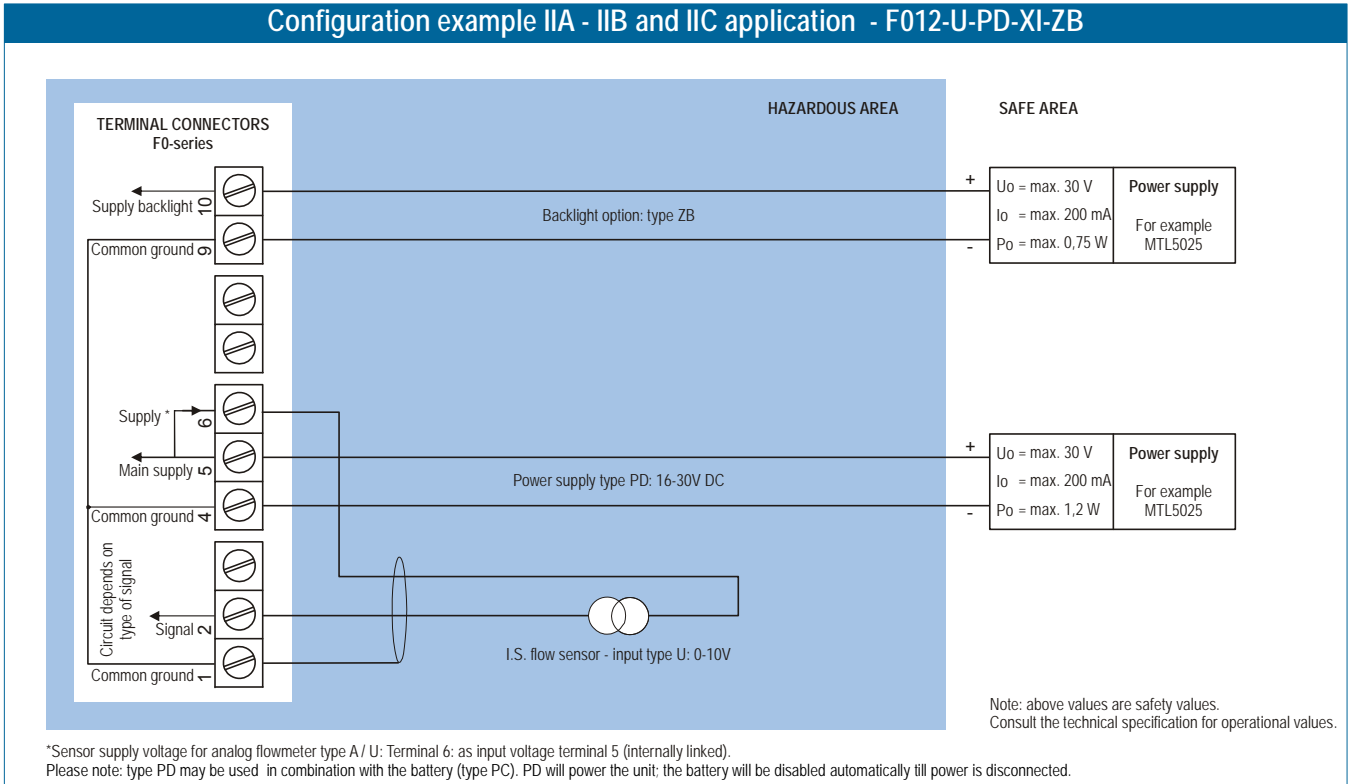 Configuration example IIA - IIB and IIC application - F012-U-PD-XI-ZB
HAZARDOUS AREA
SAFE AREA
TERMINAL CONNECTORS
F0-series
Supply backlight
10
Common ground
9
Backlight option: type ZB
+
-
Uo = max. 30 V
Io = max. 200 mA
Po = max. 0,75 W
Power supply
For example
MTL5025
Supply *
6
Main supply
5
Common ground
4
Power supply type PD: 16-30V DC
+
-
Uo = max. 30 V
Io = max. 200 mA
Po = max. 1,2 W
Power supply
For example
MTL5025
Circuit depends on
type of signal
Signal
2
Common ground
1
I.S. flow sensor - input type U: 0-10V
Note: above values are safety values.
Consult the technical specification for operational values.
*Sensor supply voltage for analog flowmeter type A / U: Terminal 6: as input voltage terminal 5 (internally linked).
Please note: type PD may be used in combination with the battery (type PC). PD will power the unit; the battery will be disabled automatically till power is disconnected.